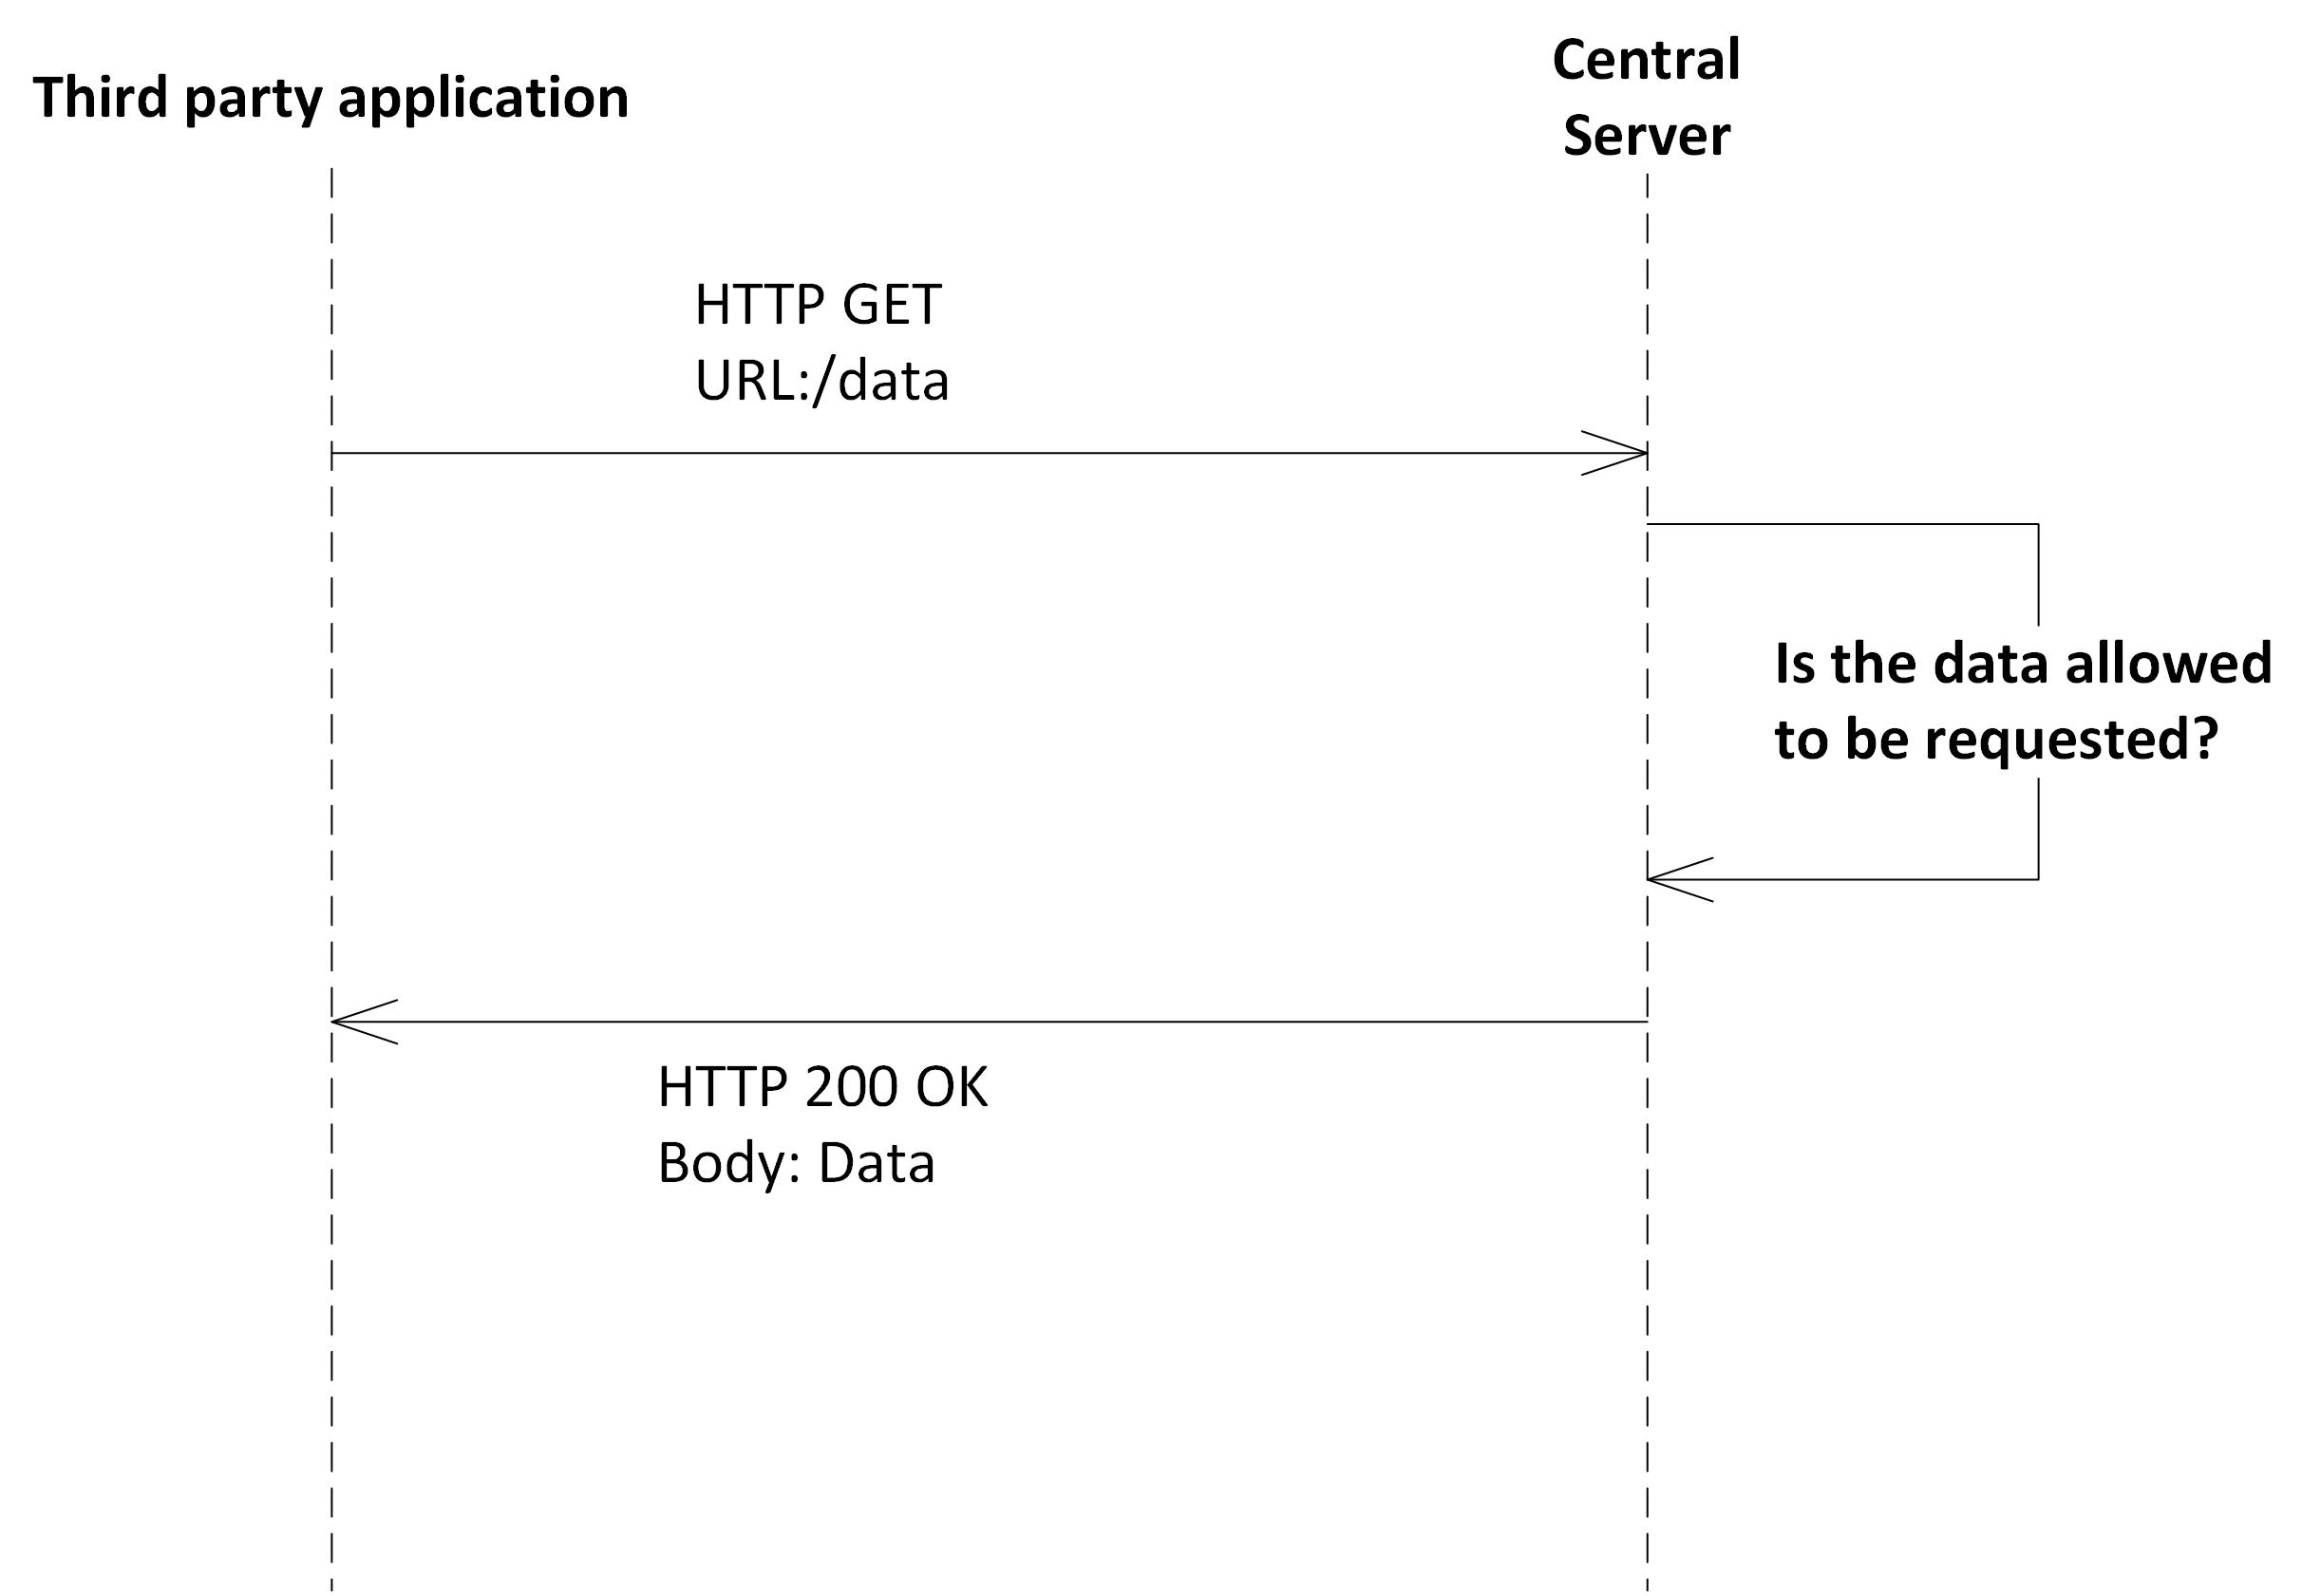 Third party application
Central
Server
HTTP GET
URL:/data
Is the data allowed
to be requested?
HTTP 200 OK
Body: Data